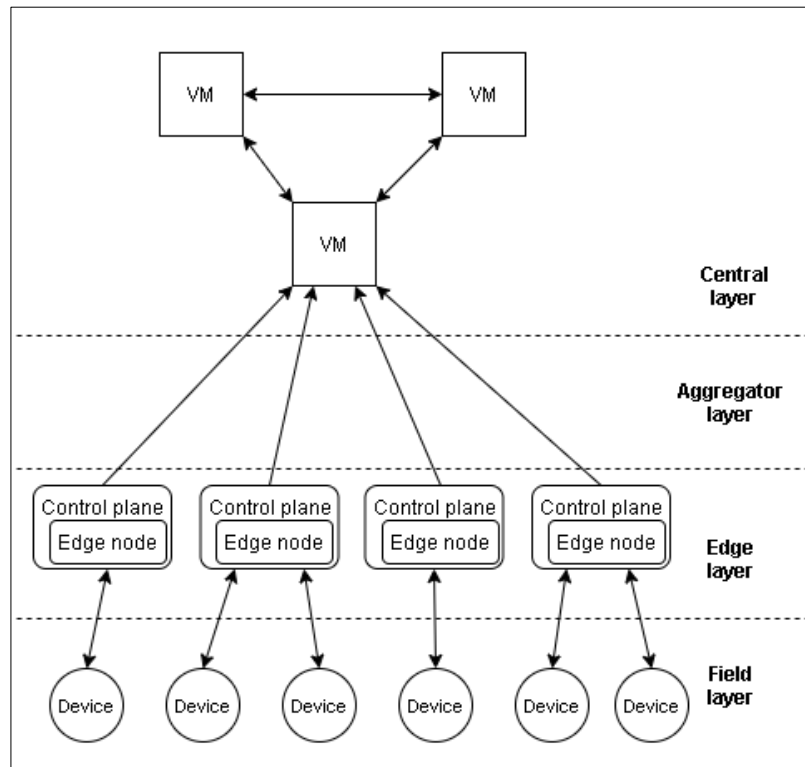 VM
VM
VM
Central
layer
Aggregator
layer
Control plane
Edge node
Control plane
Edge node
Control plane
Edge node
Control plane
Edge node
Edge
layer
Device
Device
Device
Device
Device
Device
Field
layer